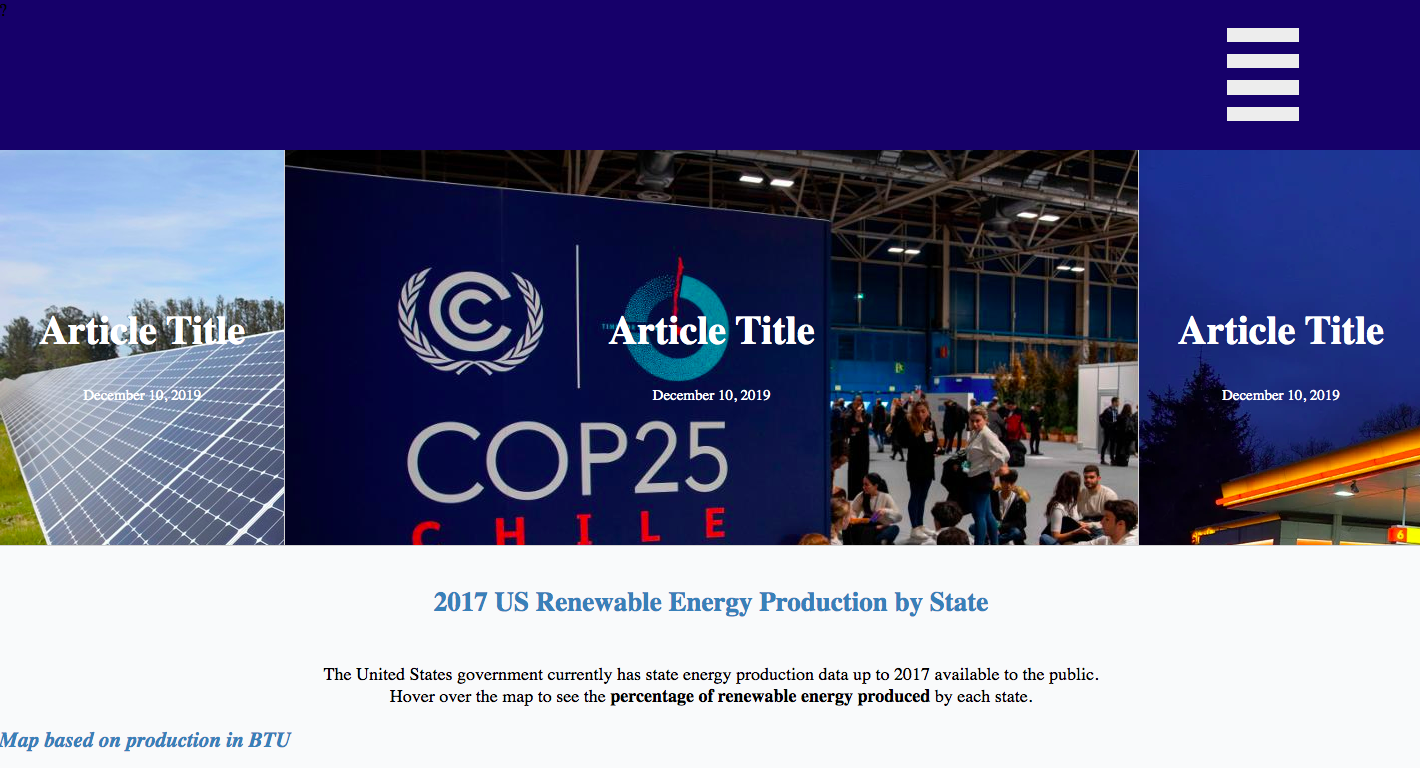 ?
Article Title
December 10, 2019
COP25
CHILE
Article Title
December 10, 2019
Article Title
December 10, 2019
6
2017 US Renewable Energy Production by State
The United States government currently has state energy production data up to 2017 available to the public.
Hover over the map to see the percentage of renewable energy produced by each state.
Map based on production in BTU